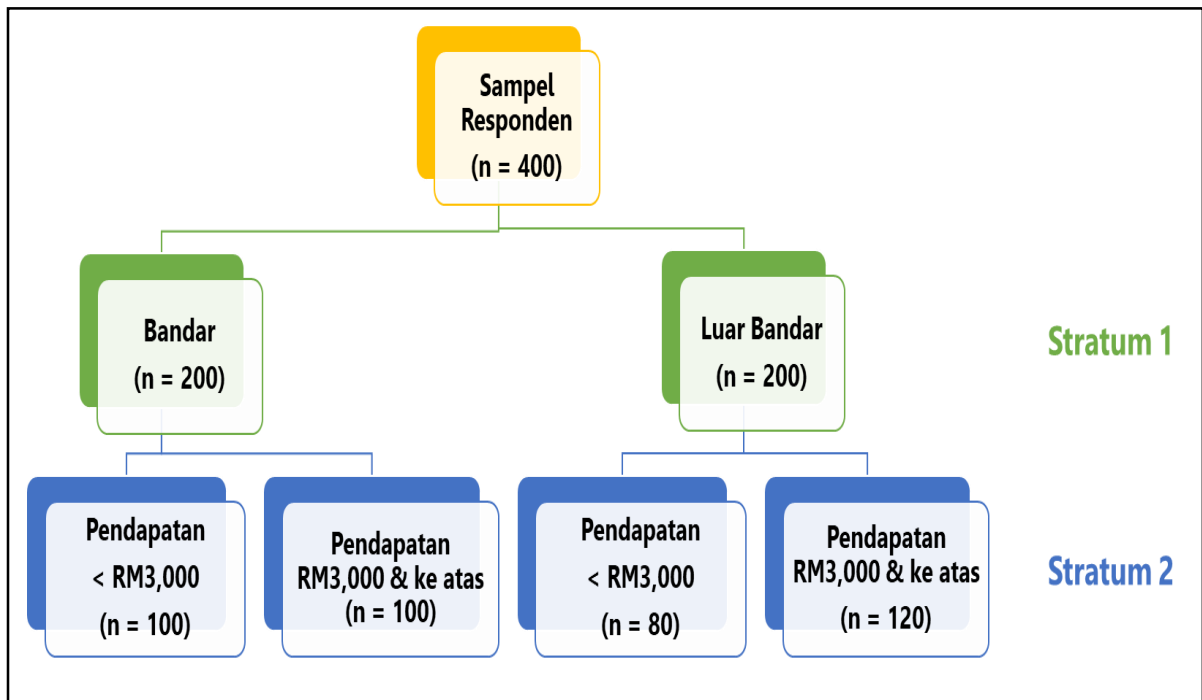 Sampel
Responden
(n = 400)
Bandar
(n = 200)
Luar Bandar
(n = 200)
Stratum 1
Pendapatan
< RM3,000
(n = 100)
Pendapatan
RM3,000 & ke atas
(n = 100)
Pendapatan
< RM3,000
(n = 80)
Pendapatan
RM3,000 & ke atas
(n = 120)
Stratum 2